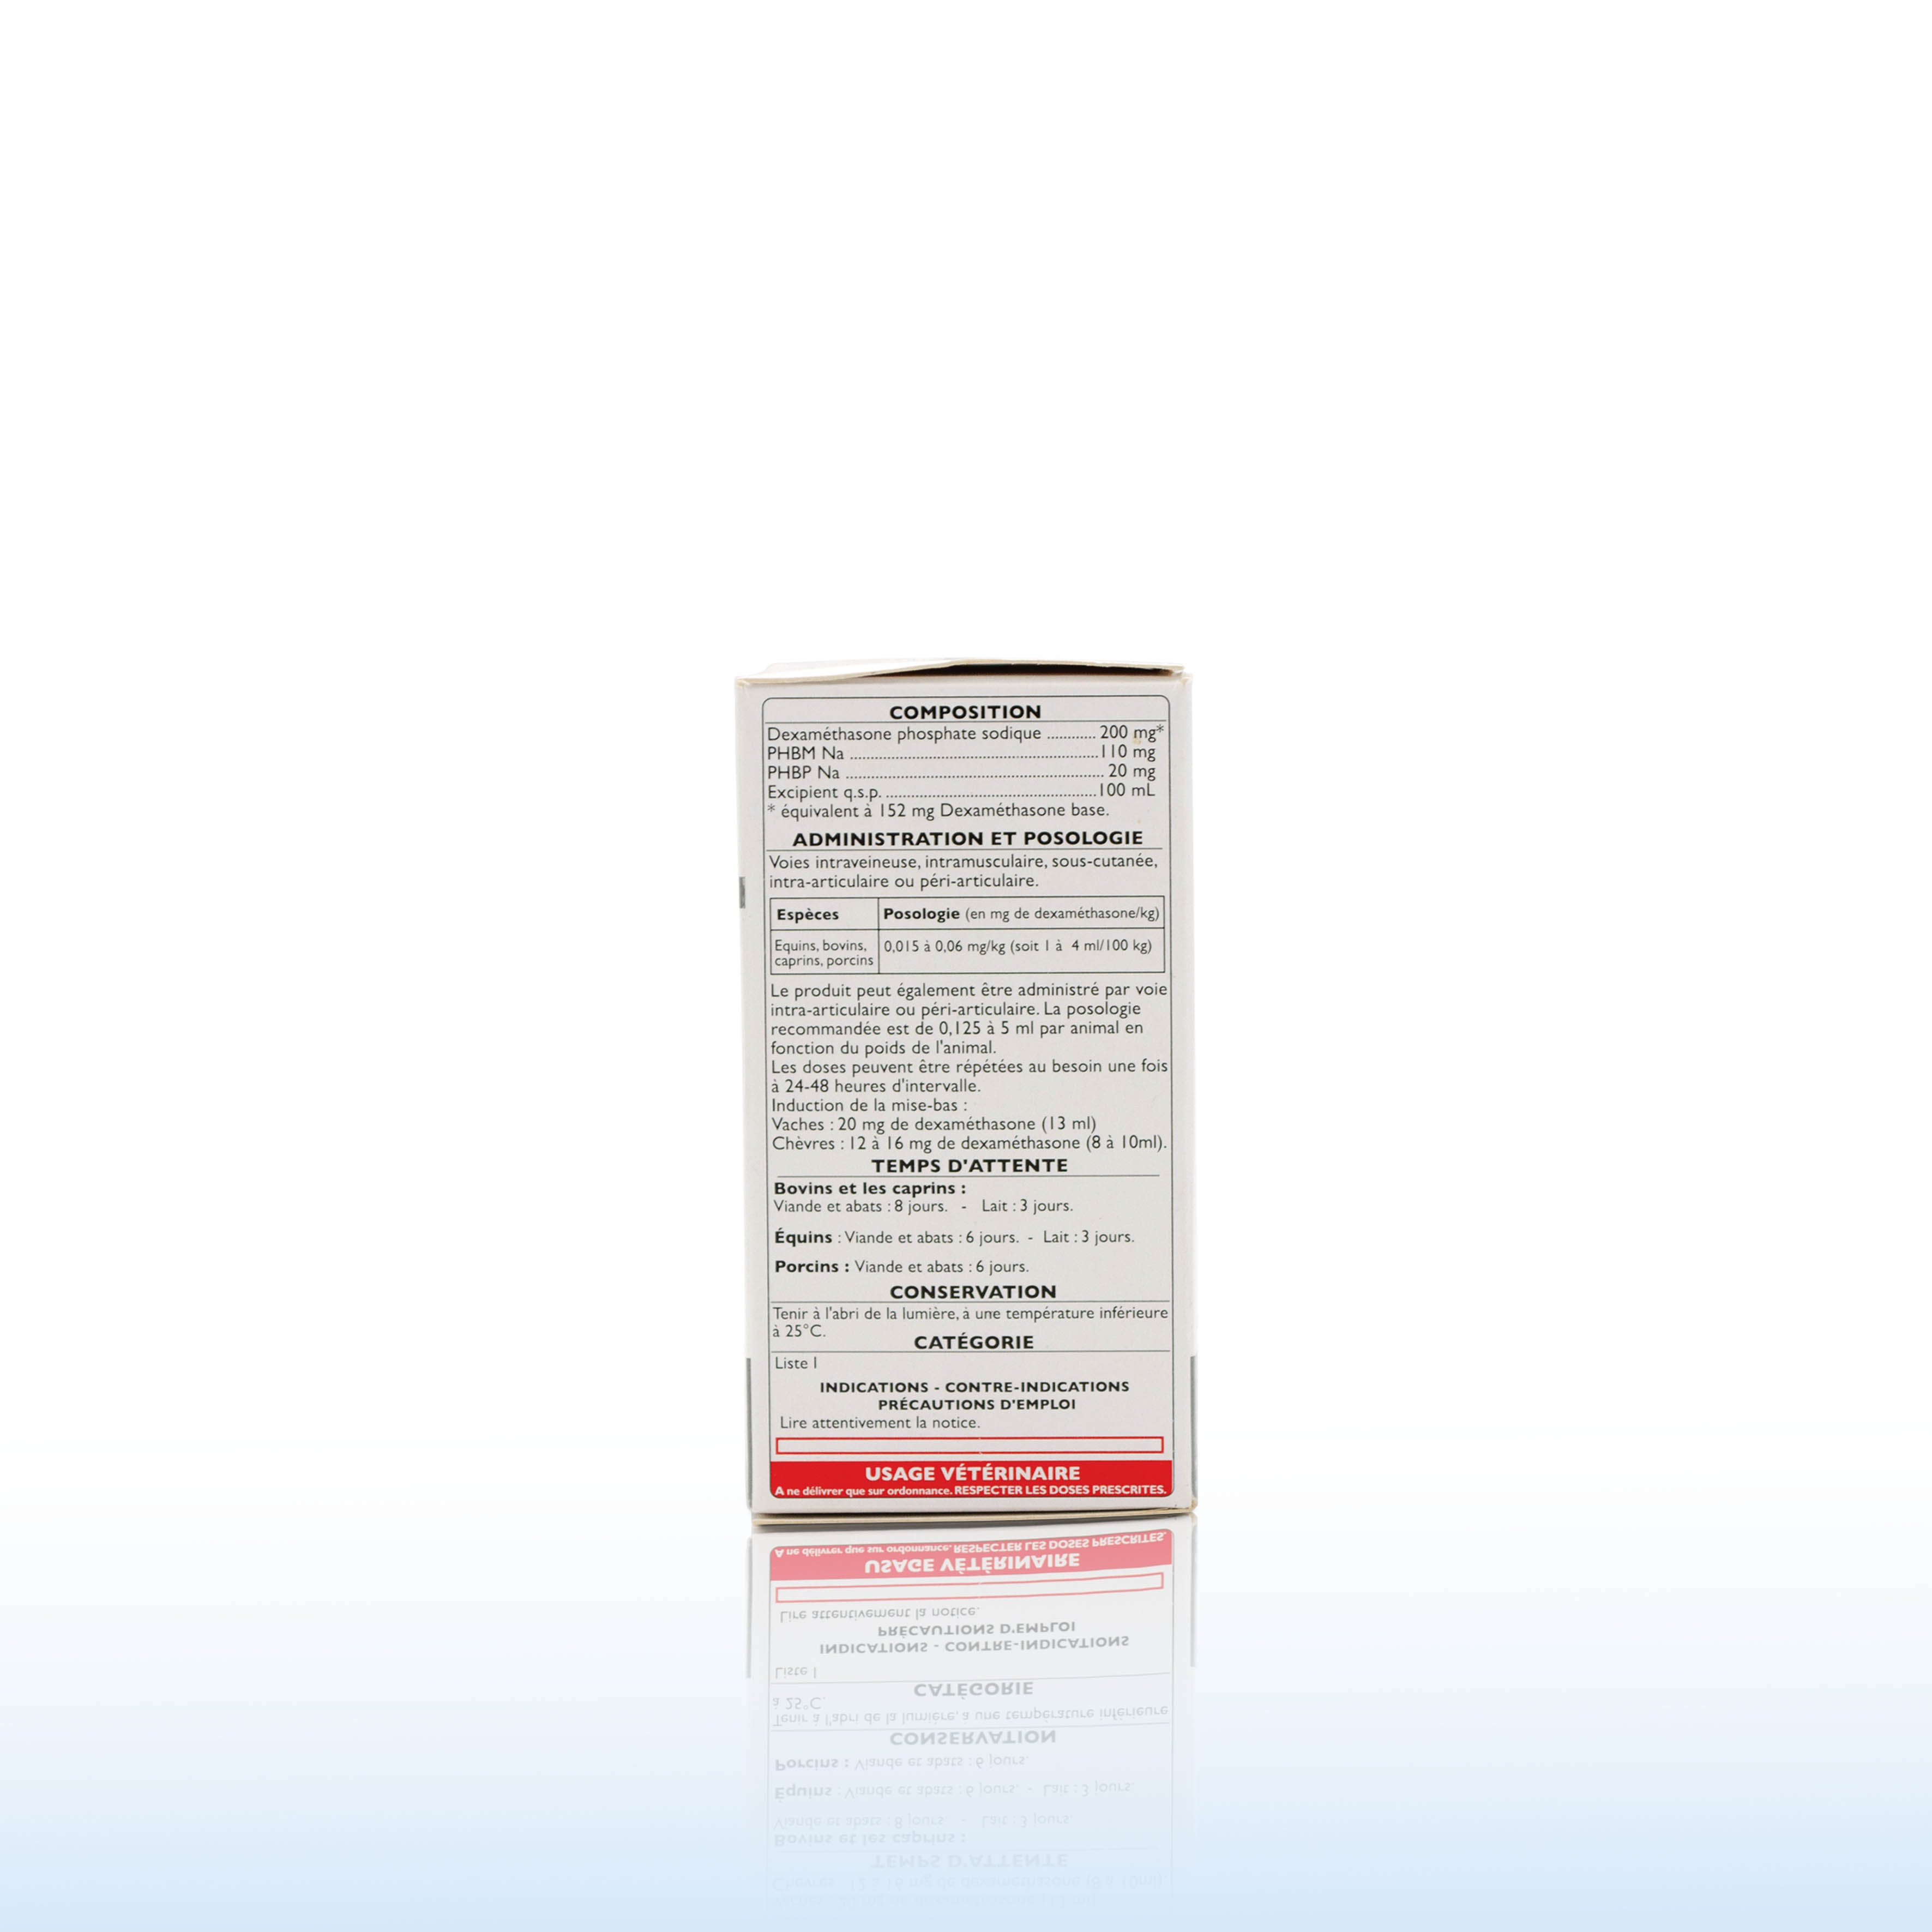 COMPOSITION
Dexaméthasone phosphate sodique ............ 200 mg*
PHBM Na ..............................................................110 mg
PHBP Na ................................................................ 20 mg
Excipient q.s.p. ....................................................100 mL
* équivalent à 152 mg Dexaméthasone base.
ADMINISTRATION ET POSOLOGIE
Voies intraveineuse, intramusculaire, sous-cutanée,
intra-articulaire ou péri-articulaire.
Espèces Posologie (en mg de dexaméthasone/kg)
Equins, bovins, 0,015 à 0,06 mg/kg (soit 1 à 4 ml/100 kg)
caprins, porcins
Le produit peut également être administré par voie
intra-articulaire ou péri-articulaire. La posologie
recommandée est de 0,125 à 5 ml par animal en
fonction du poids de l'animal.
Les doses peuvent être répétées au besoin une fois
à 24-48 heures d'intervalle.
Induction de la mise-bas :
Vaches : 20 mg de dexaméthasone (13 ml)
Chèvres : 12 à 16 mg de dexaméthasone (8 à 10ml).
TEMPS D'ATTENTE
Bovins et les caprins :
Viande et abats : 8 jours. - Lait : 3 jours.
Équins : Viande et abats : 6 jours. - Lait : 3 jours.
Porcins : Viande et abats : 6 jours.
CONSERVATION
Tenir à l'abri de la lumière, à une température inférieure
à 25°C.
CATÉGORIE
Liste I
INDICATIONS - CONTRE-INDICATIONS
PRÉCAUTIONS D'EMPLOI
Lire attentivement la notice.
USAGE VÉTÉRINAIRE
A ne délivrer que sur ordonnance. RESPECTER LES DOSES PRESCRITES.